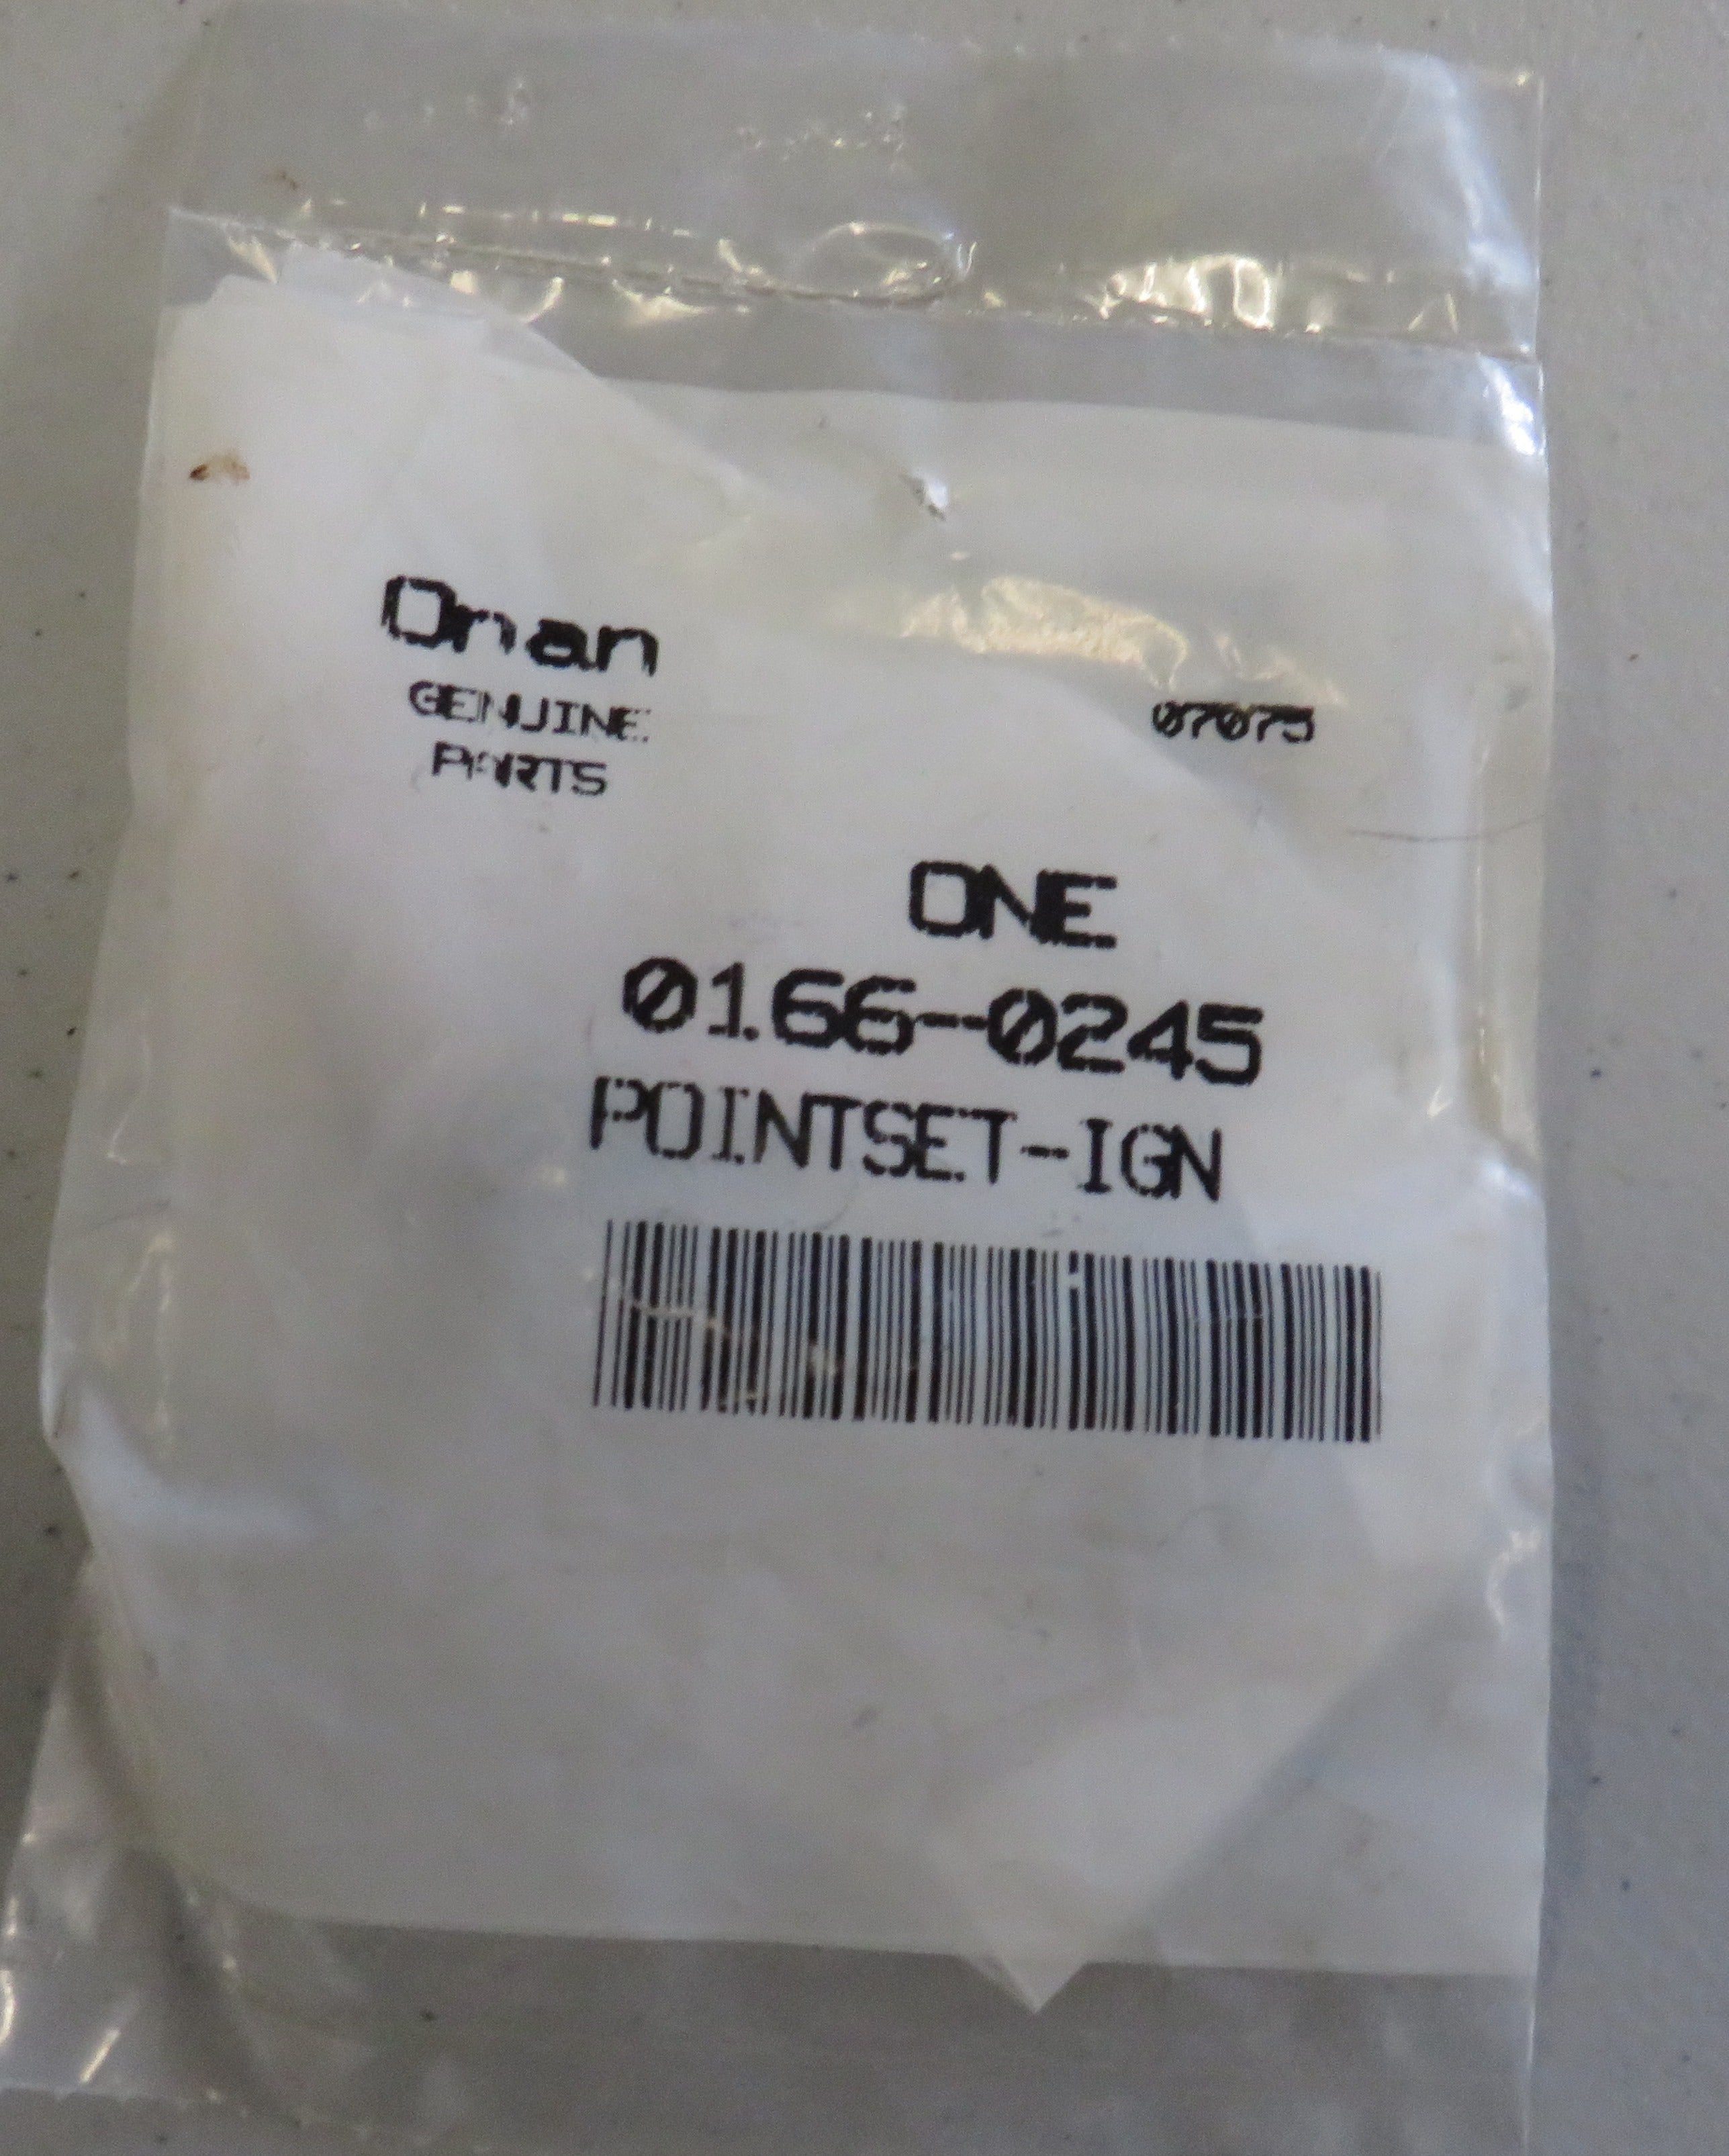 Onan
GENUINE
PARTS
07075
ONE
0166-0245
POINTSET-IGN